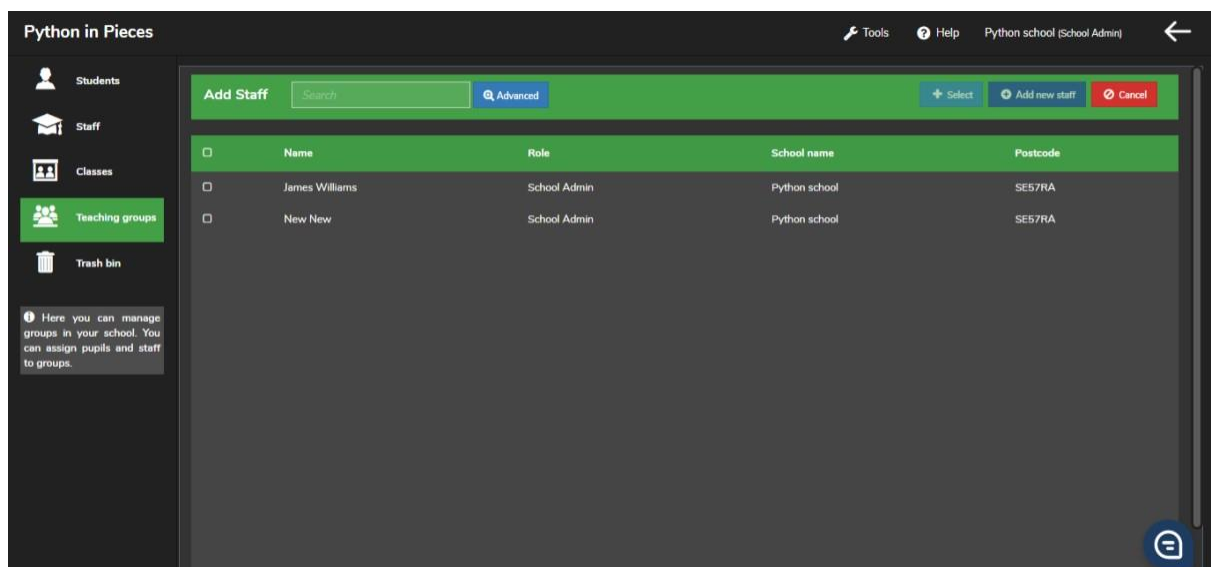 Python in Pieces
Tools
Help
Python school (School Admin)
Students
Staff
Classes
Teaching groups
Trash bin
Here you can manage
groups in your school. You
can assign pupils and staff
to groups.
Add Staff
Search
Advanced
Select
Add new staff
Cancel
Name Role School name Postcode
James Williams School Admin Python school SE57RA
New New School Admin Python school SE57RA